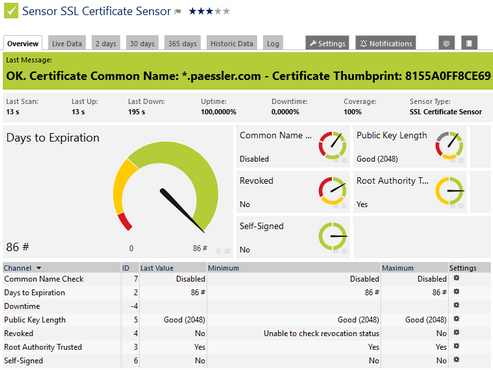 Sensor SSL Certificate Sensor
Overview Live Data 2 days 30 days 365 days Historic Data Log Settings Notifications
Last Message:
OK. Certificate Common Name: *.paessler.com - Certificate Thumbprint: 8155A0FF8CE69
Last Scan: Last Up: Last Down: Uptime: Downtime: Coverage: Sensor Type:
13 s 13 s 195 s 100,0000% 0,0000% 100% SSL Certificate Sensor
Days to Expiration
86 #
0 86 #
Common Name ...
Disabled
Public Key Length
Good (2048)
Revoked
No
Root Authority T...
Yes
Self-Signed
No
Channel ID Last Value Minimum Maximum Settings
Common Name Check 7 Disabled Disabled Disabled
Days to Expiration 2 86 # 86 # 86 #
Downtime -4
Public Key Length 5 Good (2048) Good (2048) Good (2048)
Revoked 4 No Unable to check revocation status No
Root Authority Trusted 3 Yes Yes Yes
Self-Signed 6 No No No